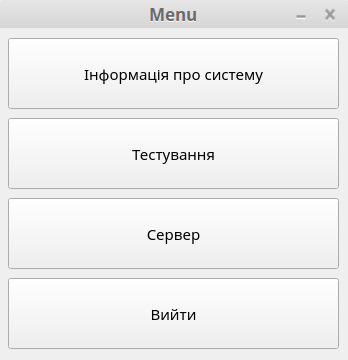 Menu
Інформація про систему
Тестування
Сервер
Вийти